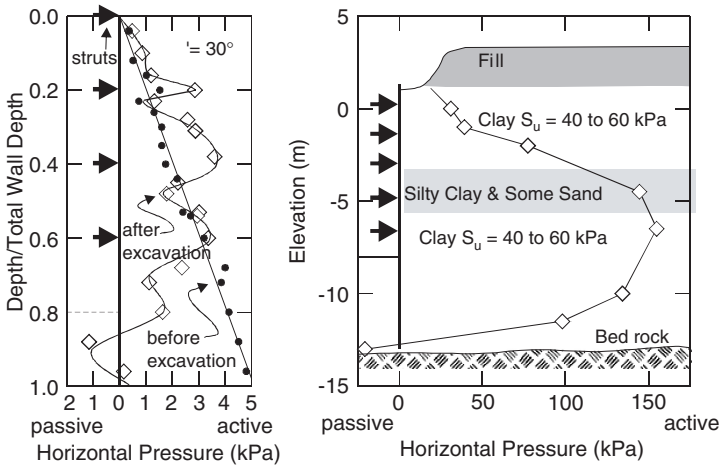 0.0
0.2
0.4
0.6
0.8
1.0
Depth/Total Wall Depth
struts
'= 30°
after
excavation
before
excavation
2 1 0 1 2 3 4 5
passive active
Horizontal Pressure (kPa)
5
0
-5
-10
-15
Elevation (m)
Fill
Clay Su = 40 to 60 kPa
Silty Clay & Some Sand
Clay Su = 40 to 60 kPa
Bed rock
0 50 100 150
passive active
Horizontal Pressure (kPa)